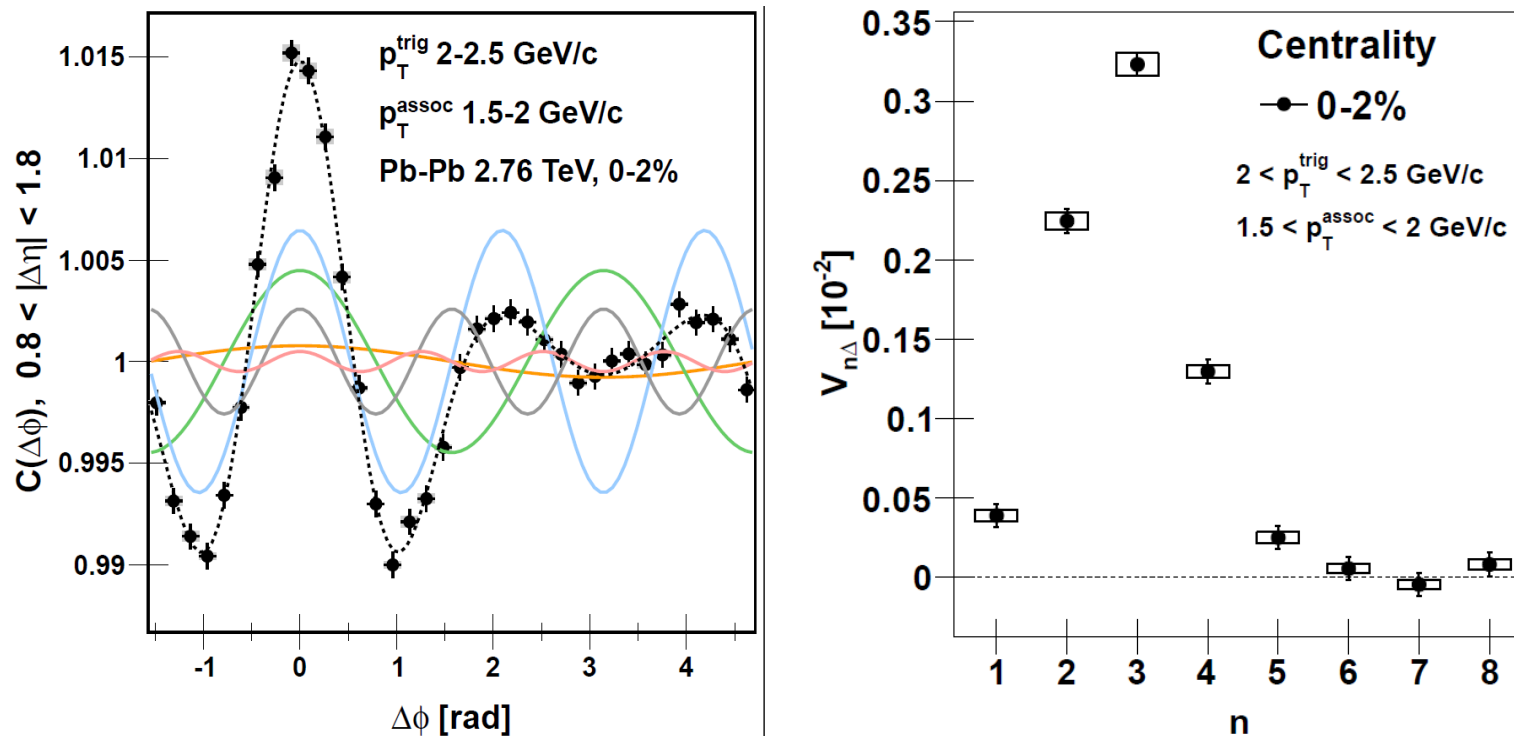 p_T^trig 2-2.5 GeV/c
p_T^assoc 1.5-2 GeV/c
Pb-Pb 2.76 TeV, 0-2%
C(Δϕ), 0.8 < |Δη| < 1.8
1.015
1.01
1.005
1
0.995
0.99
-1 0 1 2 3 4
Δϕ [rad]
Centrality
0-2%
2 < p_T^trig < 2.5 GeV/c
1.5 < p_T^assoc < 2 GeV/c
V_nΔ [10^-2]
0.35
0.3
0.25
0.2
0.15
0.1
0.05
0
1 2 3 4 5 6 7 8
n